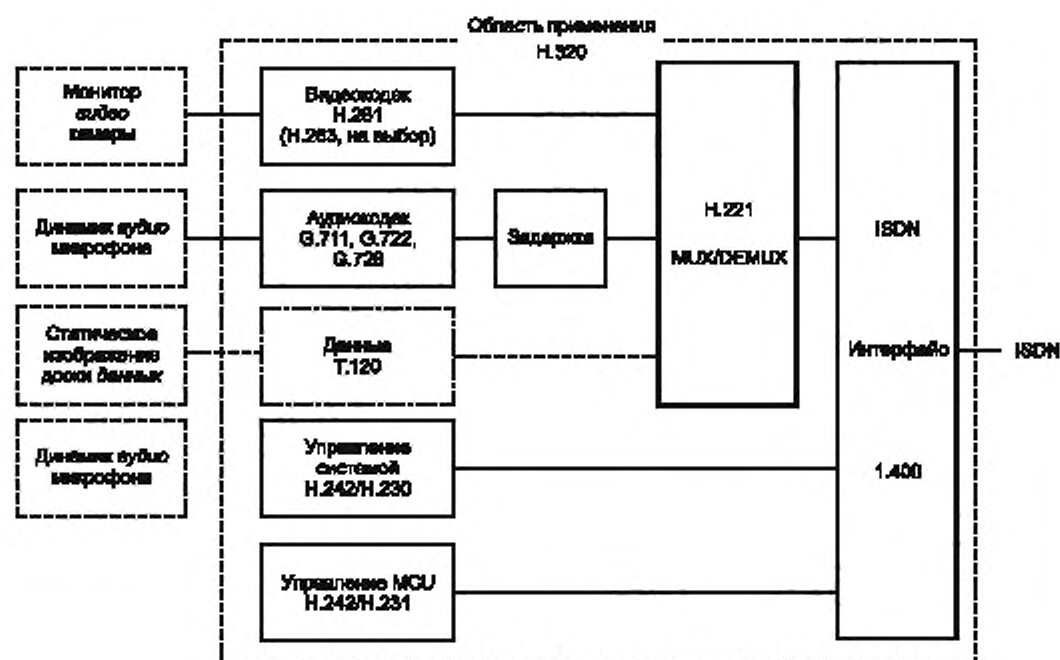 Область применения
H.320
Монитор
видео
камеры
Видеокодек
H.261
(H.263, на выбор)
Динамик аудио
микрофона
Аудиокодек
G.711, G.722,
G.728
Задержка
H.221
MUX/DEMUX
ISDN
Статическое
изображение
доски данных
Данные
T.120
Интерфейс
ISDN
Динамик аудио
микрофона
Управление
системой
H.242/H.230
1.400
Управление MCU
H.242/H.231